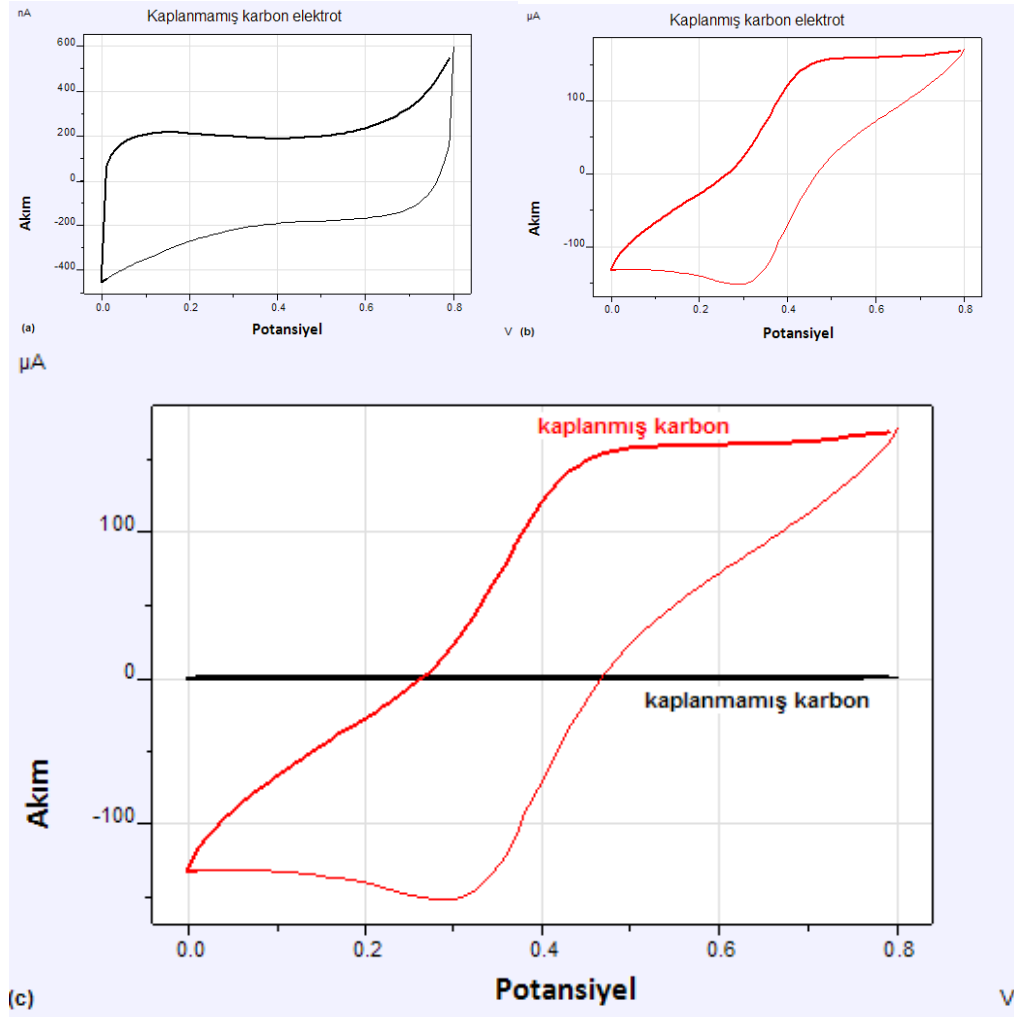 nA
Kaplanmamış karbon elektrot
600
400
200
0
-200
-400
Akım
0.0 0.2 0.4 0.6 0.8
(a)
Potansiyel
V
µA
Kaplanmış karbon elektrot
100
0
-100
Akım
0.0 0.2 0.4 0.6 0.8
(b)
Potansiyel
µA
kaplanmış karbon
100
0
kaplanmamış karbon
-100
Akım
0.0 0.2 0.4 0.6 0.8
(c)
Potansiyel
V